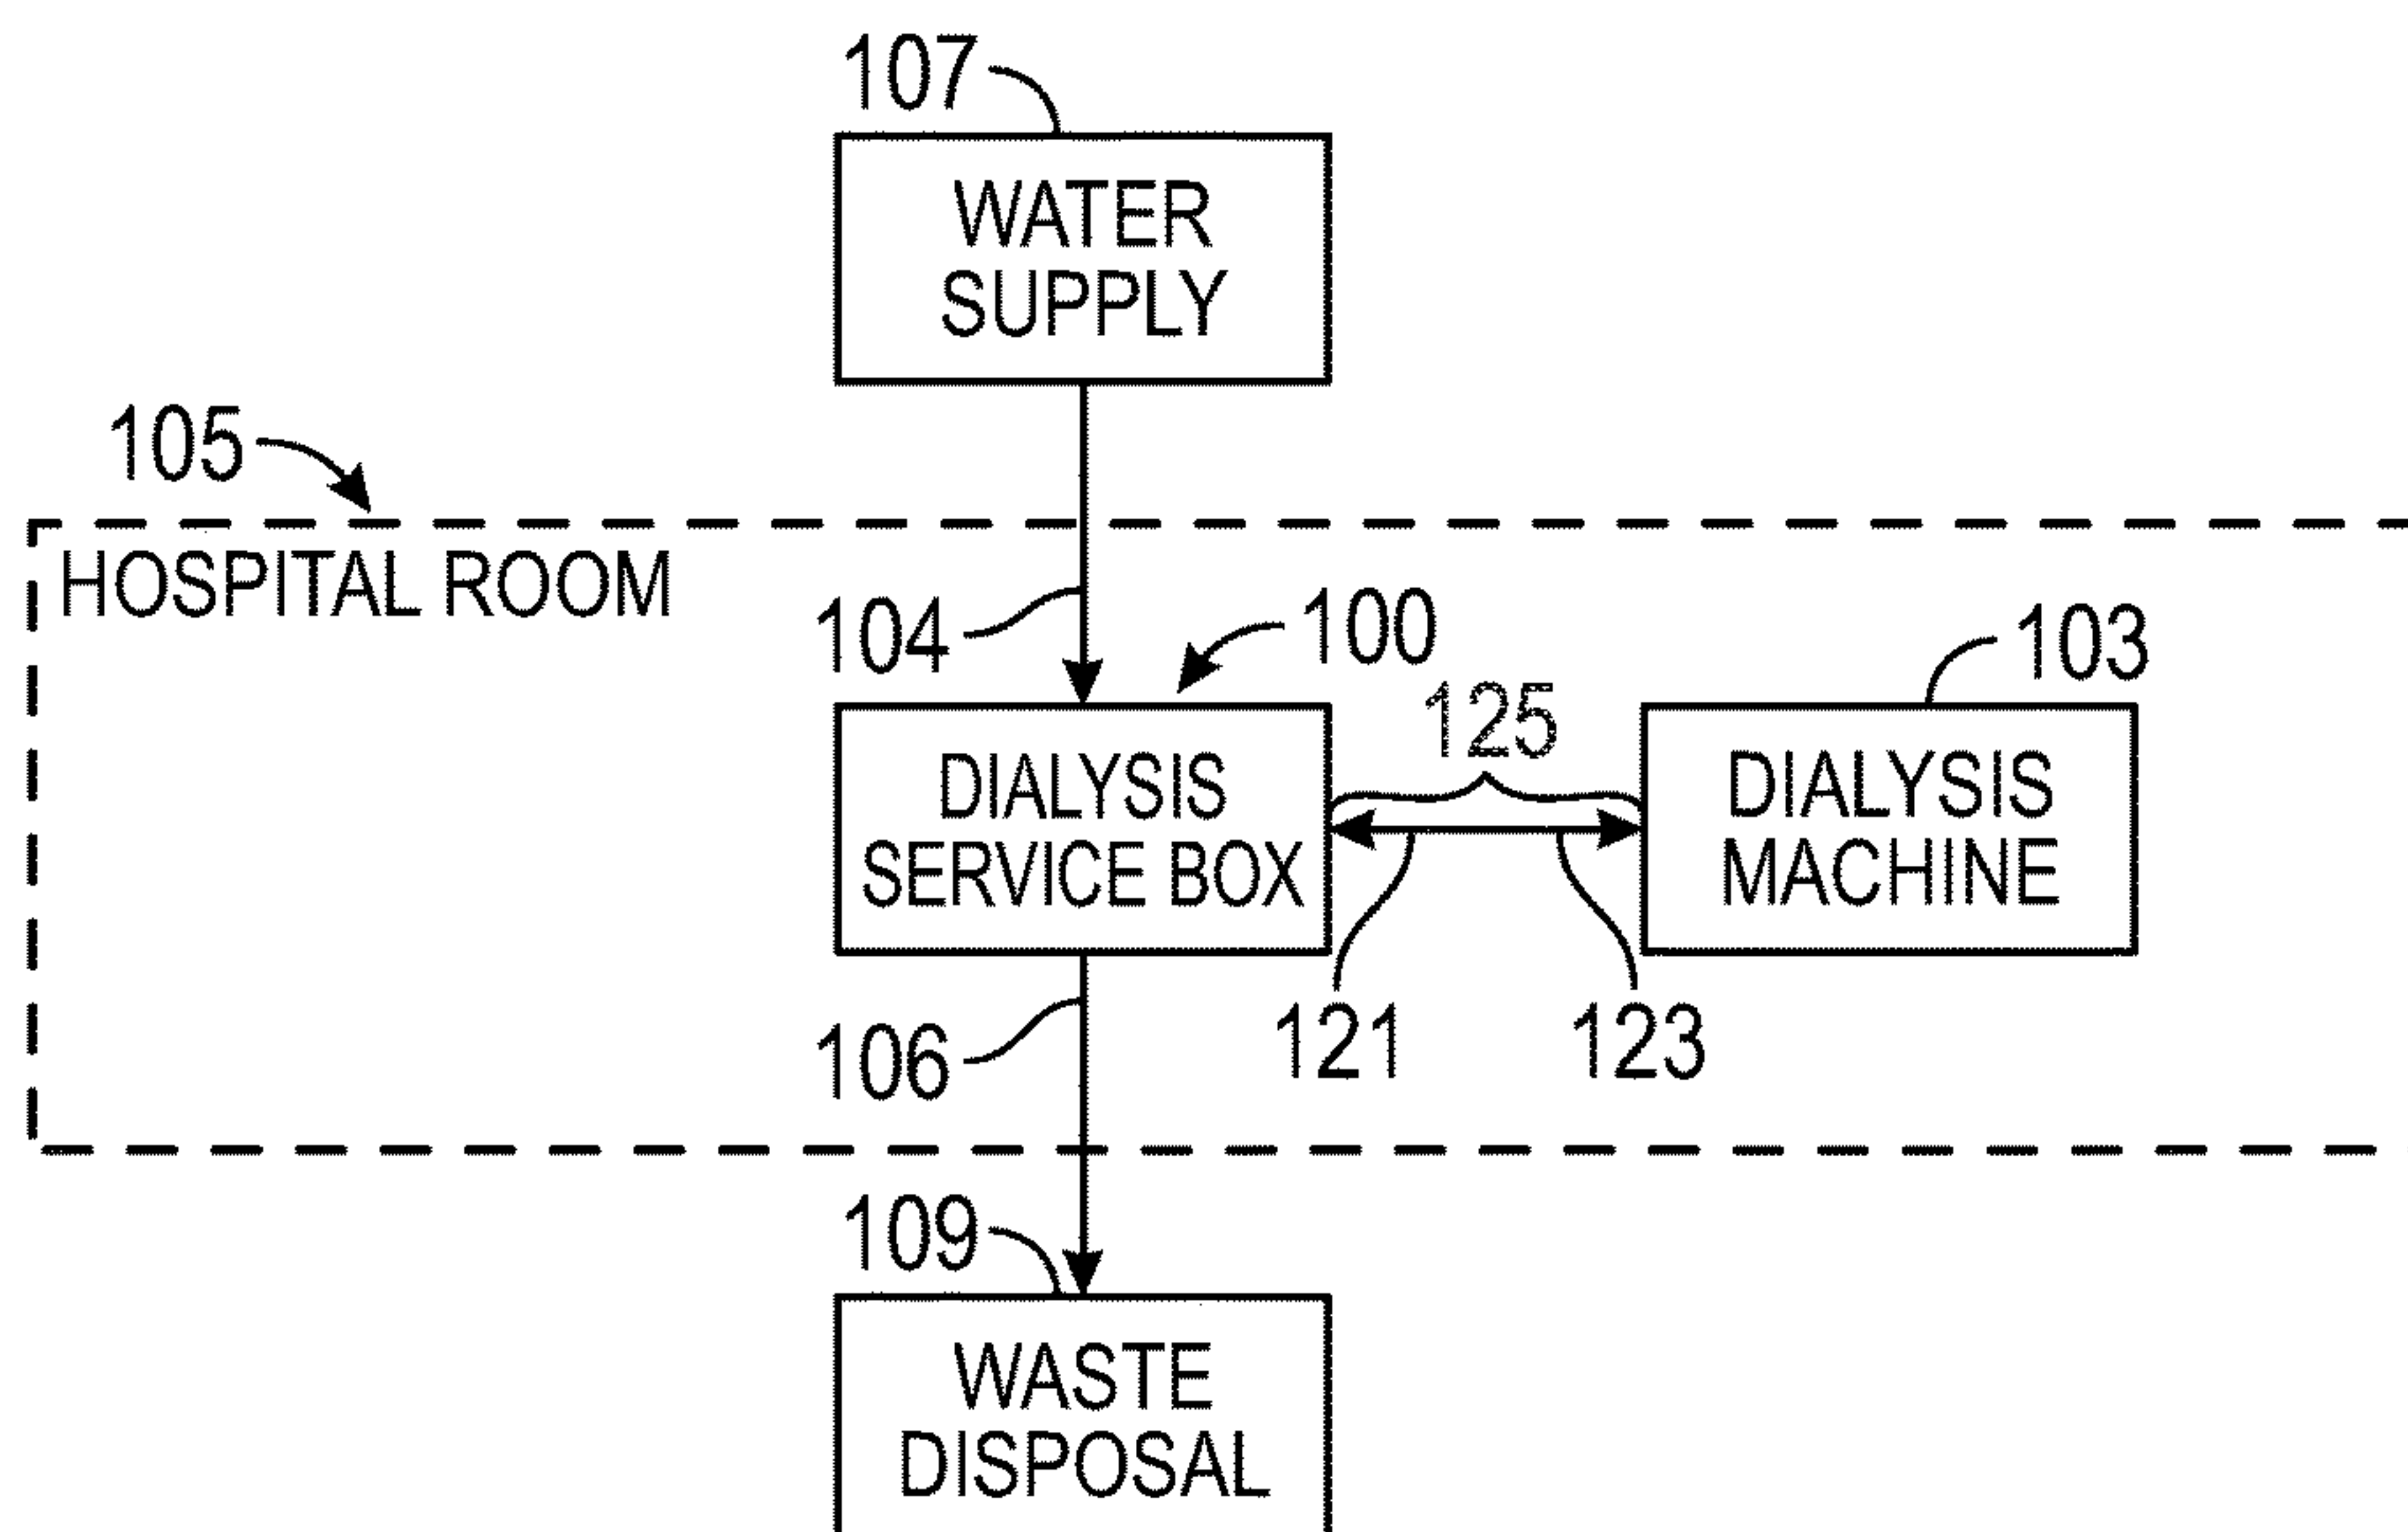 107
WATER
SUPPLY
105
HOSPITAL ROOM
104
100
103
125
DIALYSIS
SERVICE BOX
DIALYSIS
MACHINE
121
123
106
109
WASTE
DISPOSAL